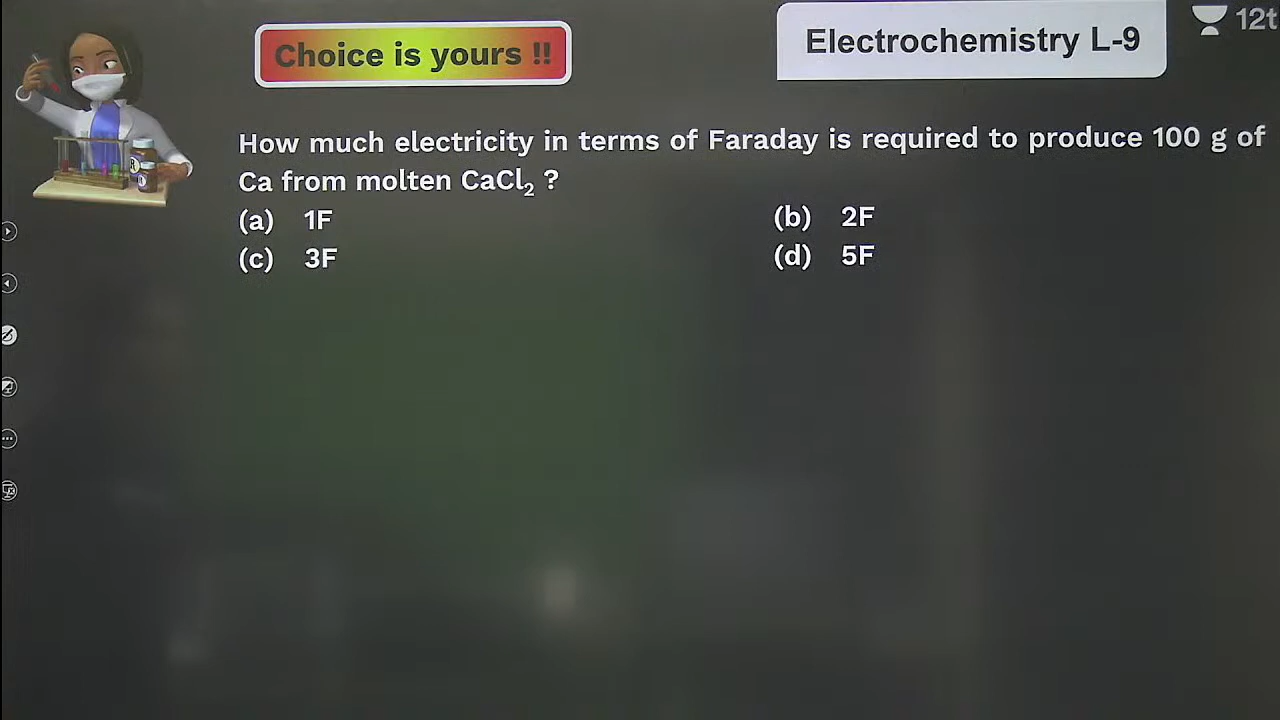 Choice is yours !!
Electrochemistry L-9
12t
How much electricity in terms of Faraday is required to produce 100 g of
Ca from molten CaCl₂ ?
(a) 1F
(b) 2F
(c) 3F
(d) 5F